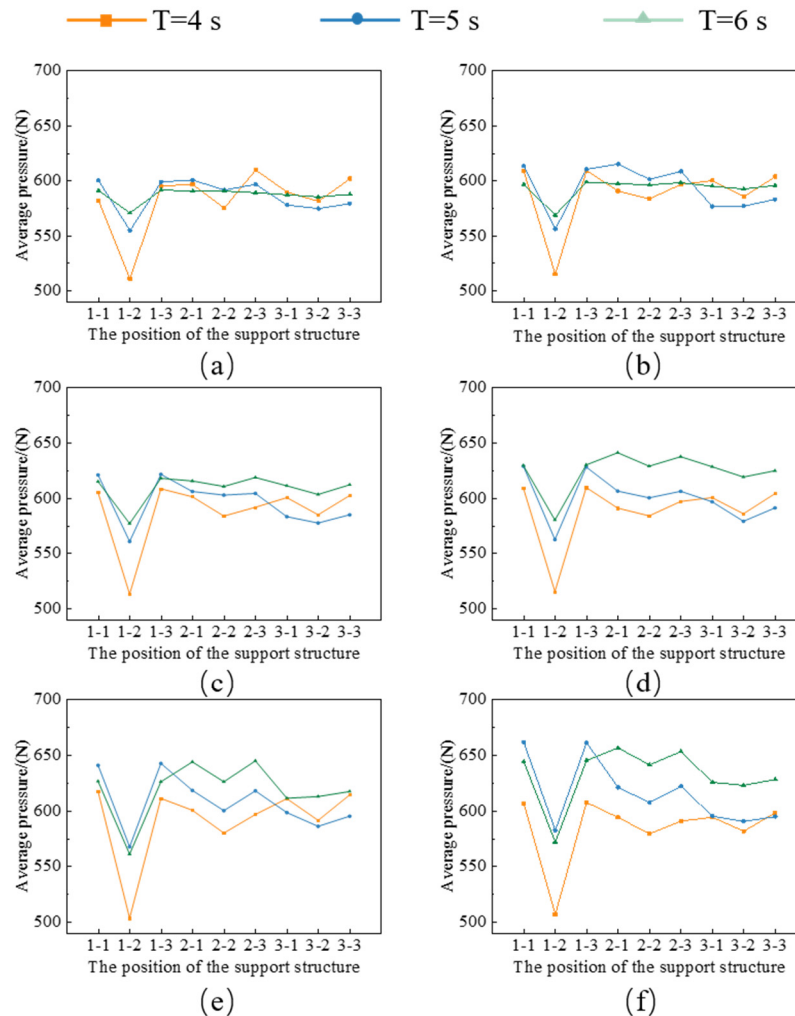 T=4 s T=5 s T=6 s
700
650
600
550
500
Average pressure/(N)
1-1 1-2 1-3 2-1 2-2 2-3 3-1 3-2 3-3
The position of the support structure
(a)
700
650
600
550
500
Average pressure/(N)
1-1 1-2 1-3 2-1 2-2 2-3 3-1 3-2 3-3
The position of the support structure
(b)
700
650
600
550
500
Average pressure/(N)
1-1 1-2 1-3 2-1 2-2 2-3 3-1 3-2 3-3
The position of the support structure
(c)
700
650
600
550
500
Average pressure/(N)
1-1 1-2 1-3 2-1 2-2 2-3 3-1 3-2 3-3
The position of the support structure
(d)
700
650
600
550
500
Average pressure/(N)
1-1 1-2 1-3 2-1 2-2 2-3 3-1 3-2 3-3
The position of the support structure
(e)
700
650
600
550
500
Average pressure/(N)
1-1 1-2 1-3 2-1 2-2 2-3 3-1 3-2 3-3
The position of the support structure
(f)